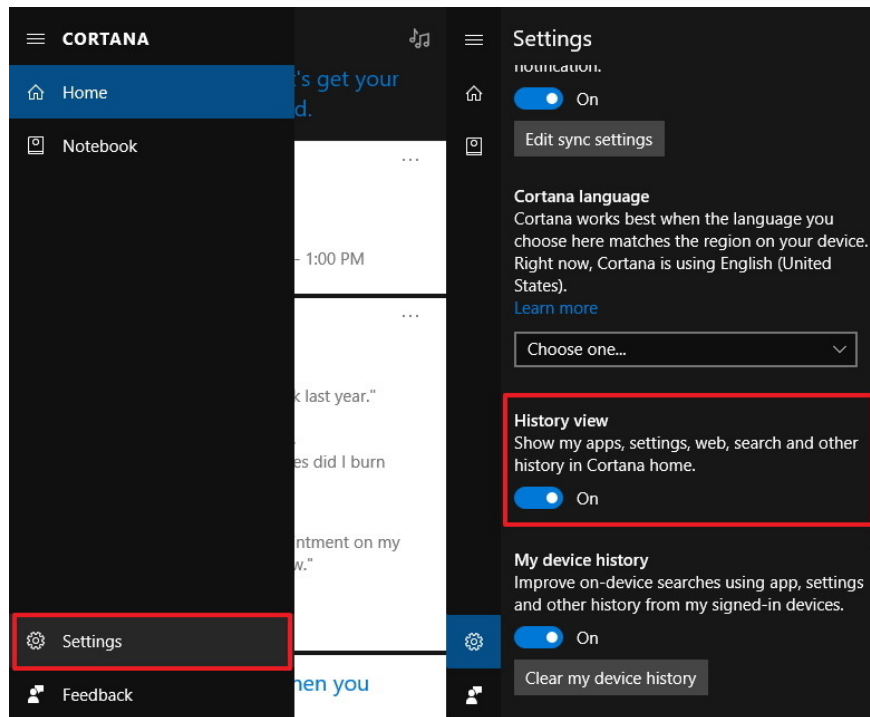 CORTANA
Home
Notebook
Settings
Feedback
's get your
d.
...
- 1:00 PM
...
k last year."
es did I burn
ntment on my
w."
hen you
Settings
notification.
On
Edit sync settings
Cortana language
Cortana works best when the language you
choose here matches the region on your device.
Right now, Cortana is using English (United
States).
Learn more
Choose one...
History view
Show my apps, settings, web, search and other
history in Cortana home.
On
My device history
Improve on-device searches using app, settings
and other history from my signed-in devices.
On
Clear my device history